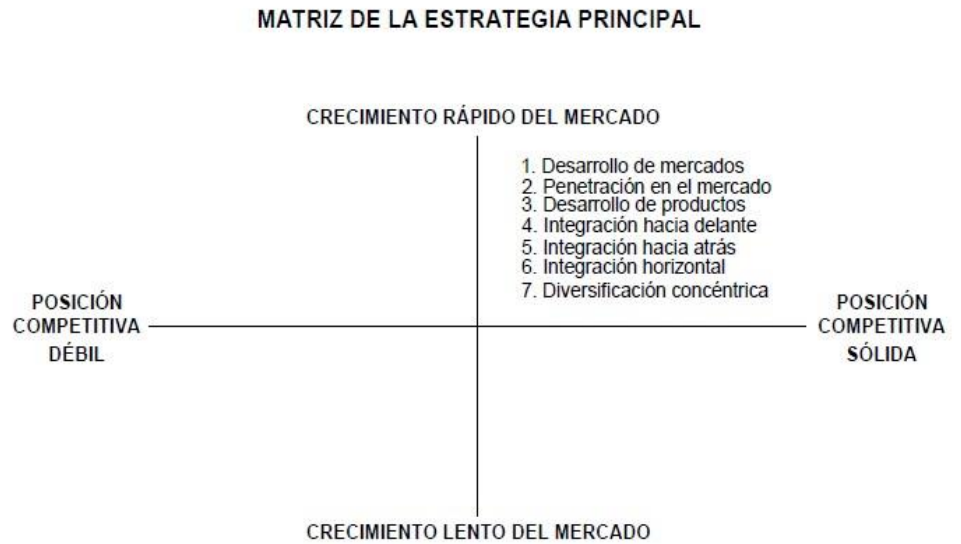 MATRIZ DE LA ESTRATEGIA PRINCIPAL
CRECIMIENTO RÁPIDO DEL MERCADO
1. Desarrollo de mercados
2. Penetración en el mercado
3. Desarrollo de productos
4. Integración hacia delante
5. Integración hacia atrás
6. Integración horizontal
7. Diversificación concéntrica
POSICIÓN
COMPETITIVA
DÉBIL
POSICIÓN
COMPETITIVA
SÓLIDA
CRECIMIENTO LENTO DEL MERCADO